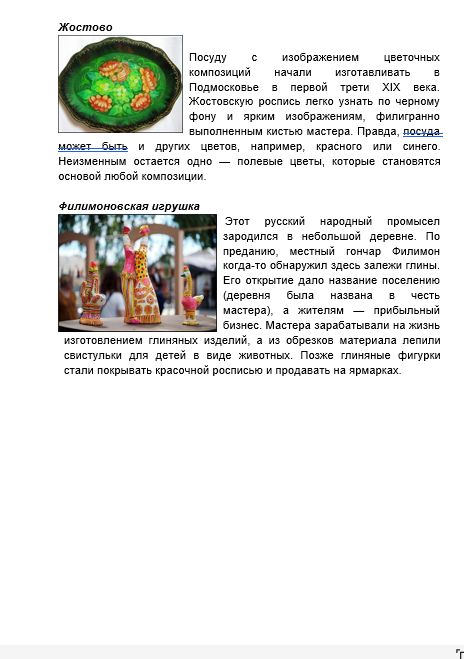 Жостово
Посуду с изображением цветочных
композиций начали изготавливать в
Подмосковье в первой трети XIX века.
Жостовскую роспись легко узнать по черному
фону и ярким изображениям, филигранно
выполненным кистью мастера. Правда, посуда
может быть и других цветов, например, красного или синего.
Неизменным остается одно — полевые цветы, которые становятся
основой любой композиции.
Филимоновская игрушка
Этот русский народный промысел
зародился в небольшой деревне. По
преданию, местный гончар Филимон
когда-то обнаружил здесь залежи глины.
Его открытие дало название поселению
(деревня была названа в честь
мастера), а жителям — прибыльный
бизнес. Мастера зарабатывали на жизнь
изготовлением глиняных изделий, а из обрезков материала лепили
свистульки для детей в виде животных. Позже глиняные фигурки
стали покрывать красочной росписью и продавать на ярмарках.